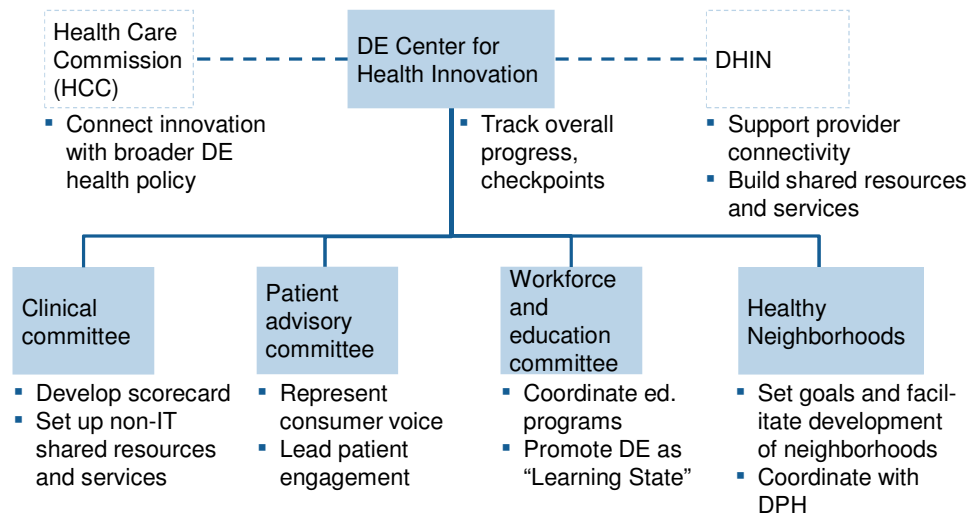 Health Care
Commission
(HCC)
▪ Connect innovation
with broader DE
health policy
DE Center for
Health Innovation
▪ Track overall
progress,
checkpoints
DHIN
▪ Support provider
connectivity
▪ Build shared resources
and services
Clinical
committee
▪ Develop scorecard
▪ Set up non-IT
shared resources
and services
Patient
advisory
committee
▪ Represent
consumer voice
▪ Lead patient
engagement
Workforce
and
education
committee
▪ Coordinate ed.
programs
▪ Promote DE as
“Learning State”
Healthy
Neighborhoods
▪ Set goals and facil-
itate development
of neighborhoods
▪ Coordinate with
DPH